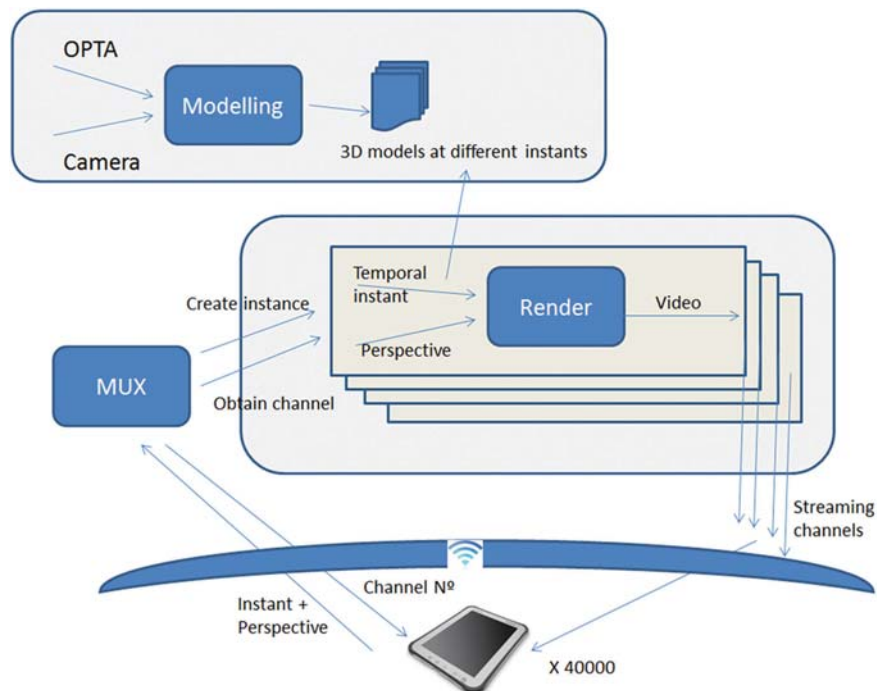 OPTA
Modelling
Camera
3D models at different instants
Temporal
instant
Create instance
Render
Video
Perspective
MUX
Obtain channel
Streaming
channels
Channel Nº
Instant +
Perspective
X 40000